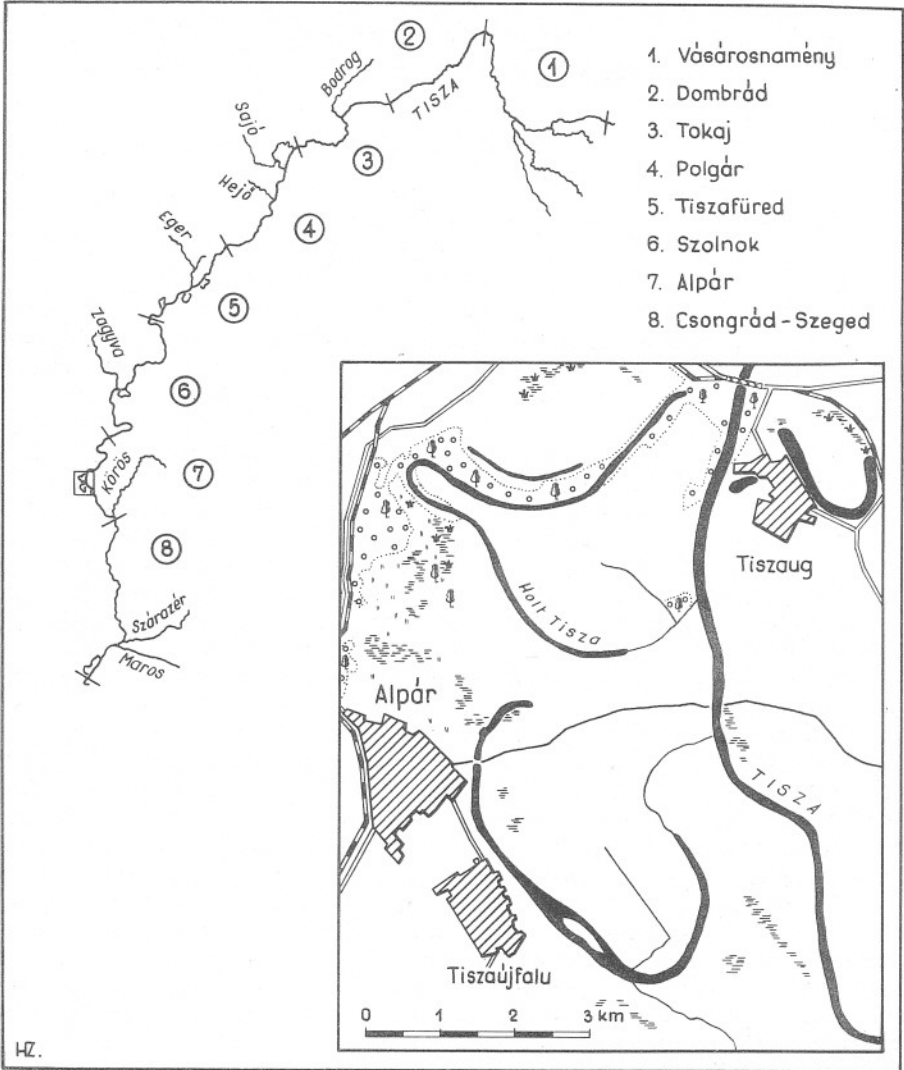 1
2
3
4
5
6
7
8
Bodrog
TISZA
Sajó
Hejő
Eger
Zagyva
Körös
Szárazér
Maros
1. Vásárosnamény
2. Dombrád
3. Tokaj
4. Polgár
5. Tiszafüred
6. Szolnok
7. Alpár
8. Csongrád-Szeged
Tiszaug
Holt Tisza
Alpár
TISZA
Tiszaújfalu
0 1 2 3 km
HZ.